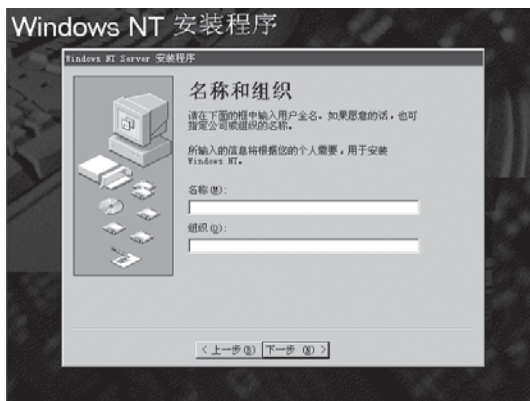 Windows NT 安装程序
Windows NT Server 安装程序
名称和组织
请在下面的框中输入用户全名。如果愿意的话，也可
指定公司或组织的名称。
所输入的信息将根据您的个人需要，用于安装
Windows NT。
名称(M):
组织(O):
< 上一步(B)
下一步 (N) >